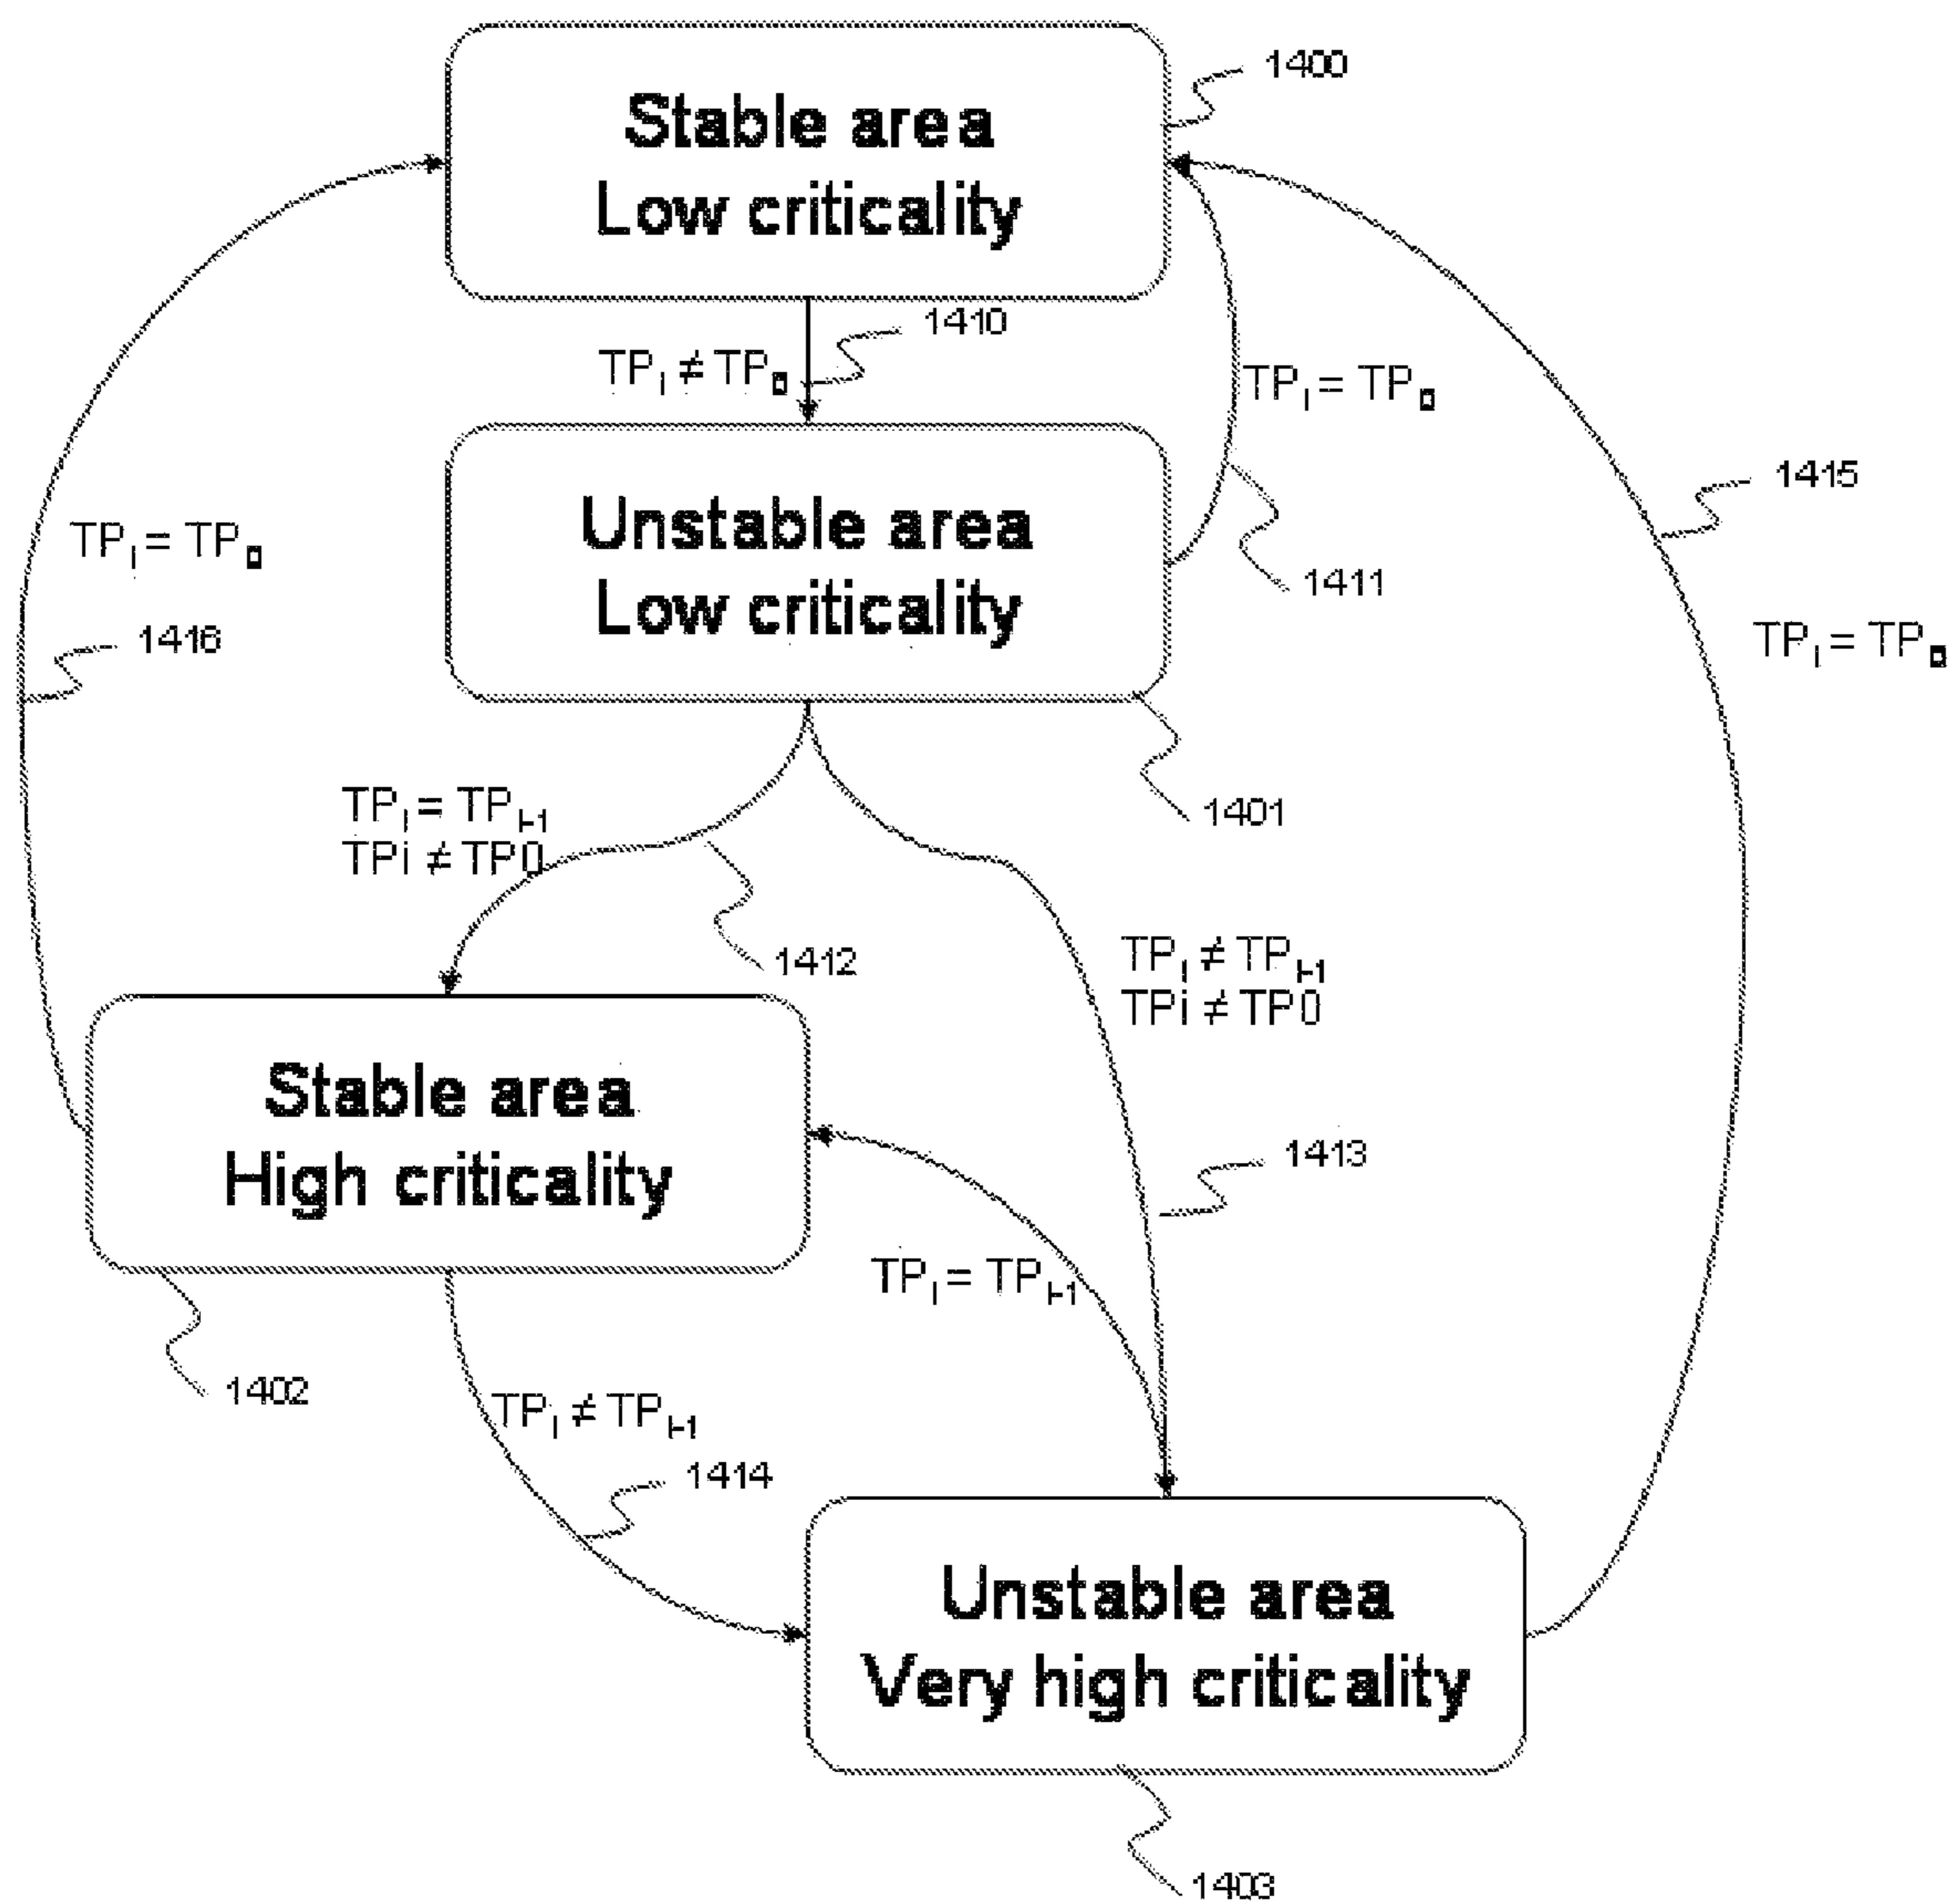 1400
Stable area
Low criticality
1410
TPi ≠ TP0
TPi = TP0
1415
Unstable area
Low criticality
TPi = TP0
1411
1416
TPi = TP0
TPi = TPi-1
TPi ≠ TP0
1401
1412
TPi ≠ TPi-1
TPi ≠ TP0
Stable area
High criticality
1413
TPi = TPi-1
1402
TPi ≠ TPi-1
1414
Unstable area
Very high criticality
1403